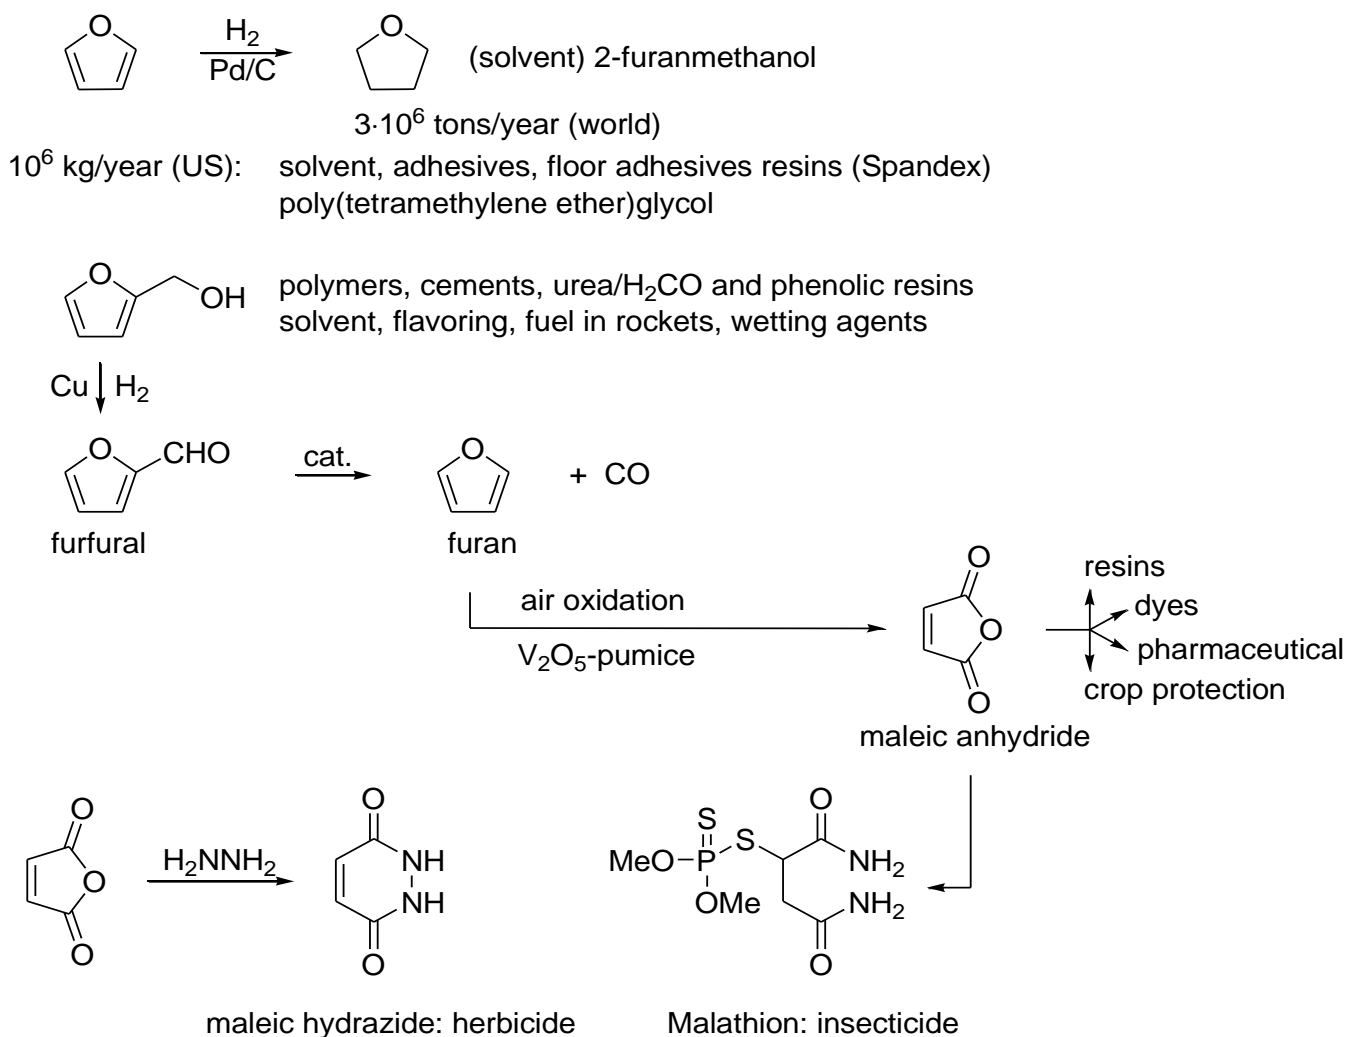 O
H2
Pd/C
O
(solvent) 2-furanmethanol
3·10^6 tons/year (world)
10^6 kg/year (US): solvent, adhesives, floor adhesives resins (Spandex)
poly(tetramethylene ether)glycol
O
OH
polymers, cements, urea/H2CO and phenolic resins
solvent, flavoring, fuel in rockets, wetting agents
Cu H2
O
CHO
cat.
O
+ CO
furfural
furan
air oxidation
V2O5-pumice
O
O
O
resins
dyes
pharmaceutical
crop protection
maleic anhydride
O
O
O
H2NNH2
O
NH
NH
O
S
S
O
MeO P
NH2
OMe
NH2
O
maleic hydrazide: herbicide
Malathion: insecticide